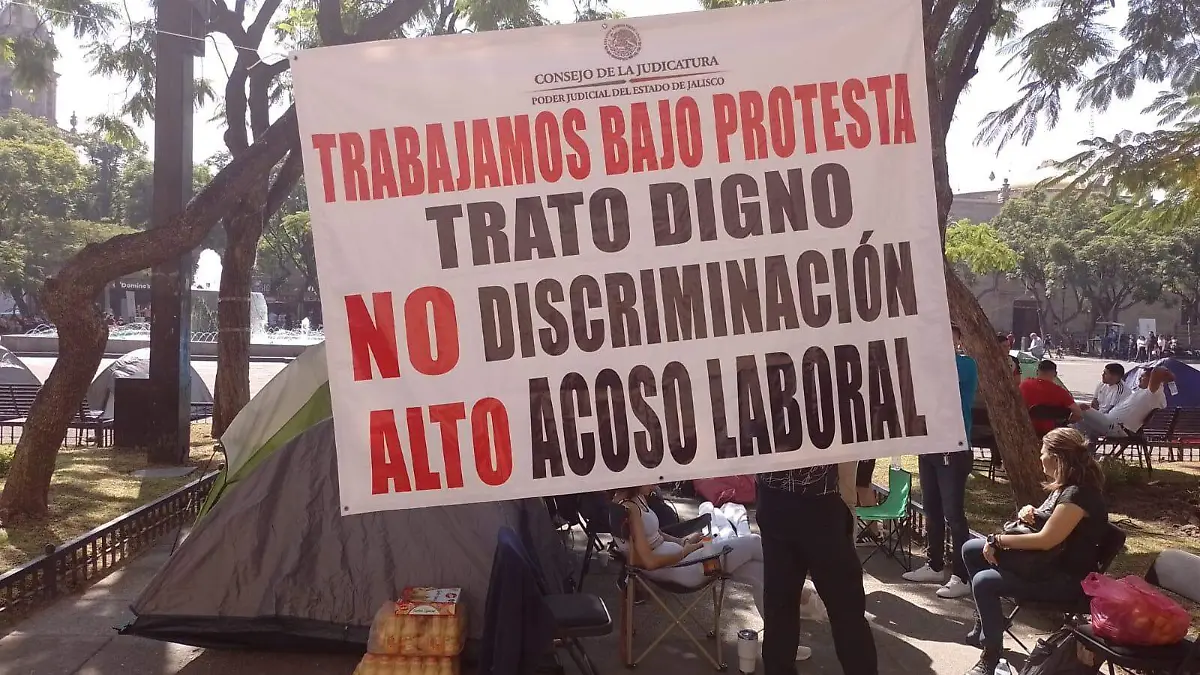 CONSEJO DE LA JUDICATURA
PODER JUDICIAL DEL ESTADO DE JALISCO
TRABAJAMOS BAJO PROTESTA
TRATO DIGNO
NO DISCRIMINACIÓN
ALTO ACOSO LABORAL
Domino's